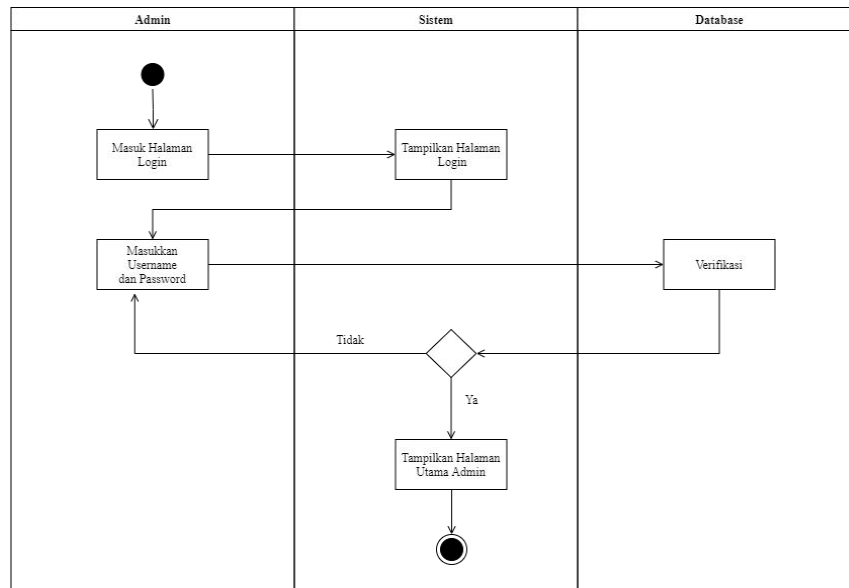 Admin
Sistem
Database
Masuk Halaman
Login
Tampilkan Halaman
Login
Masukkan
Username
dan Password
Verifikasi
Tidak
Ya
Tampilkan Halaman
Utama Admin